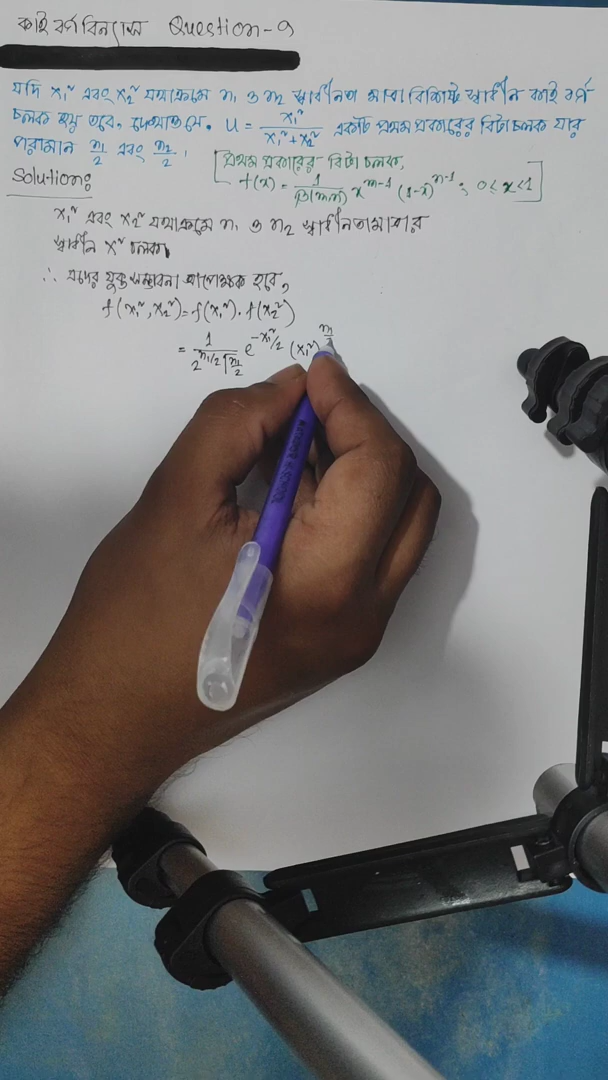 কাই বর্গ বিন্যাস Question-9
যদি x₁² এবং x₂² যথাক্রমে n₁ ও n₂ স্বাধীনতা মাত্রা বিশিষ্ট স্বাধীন কাই বর্গ
চলক হয় তবে, দেখাও যে, U = x₁²/(x₁²+x₂²) একটি প্রথম প্রকারের বিটা চলক যার
পরামান n₁/2 এবং n₂/2.
[প্রথম প্রকারের বিটা চলক,
f(x) = 1/β(m,n) x^(m-1) (1-x)^(n-1); 0<x<1]
Solution:
x₁² এবং x₂² যথাক্রমে n₁ ও n₂ স্বাধীনতা মাত্রার
স্বাধীন x² চলক।
∴ এদের যুক্ত সম্ভাবনা অপেক্ষক হবে,
f(x₁², x₂²) = f(x₁²) · f(x₂²)
= 1/(2^(n₁/2) Γ(n₁/2)) e^(-x₁²/2) (x₁²)